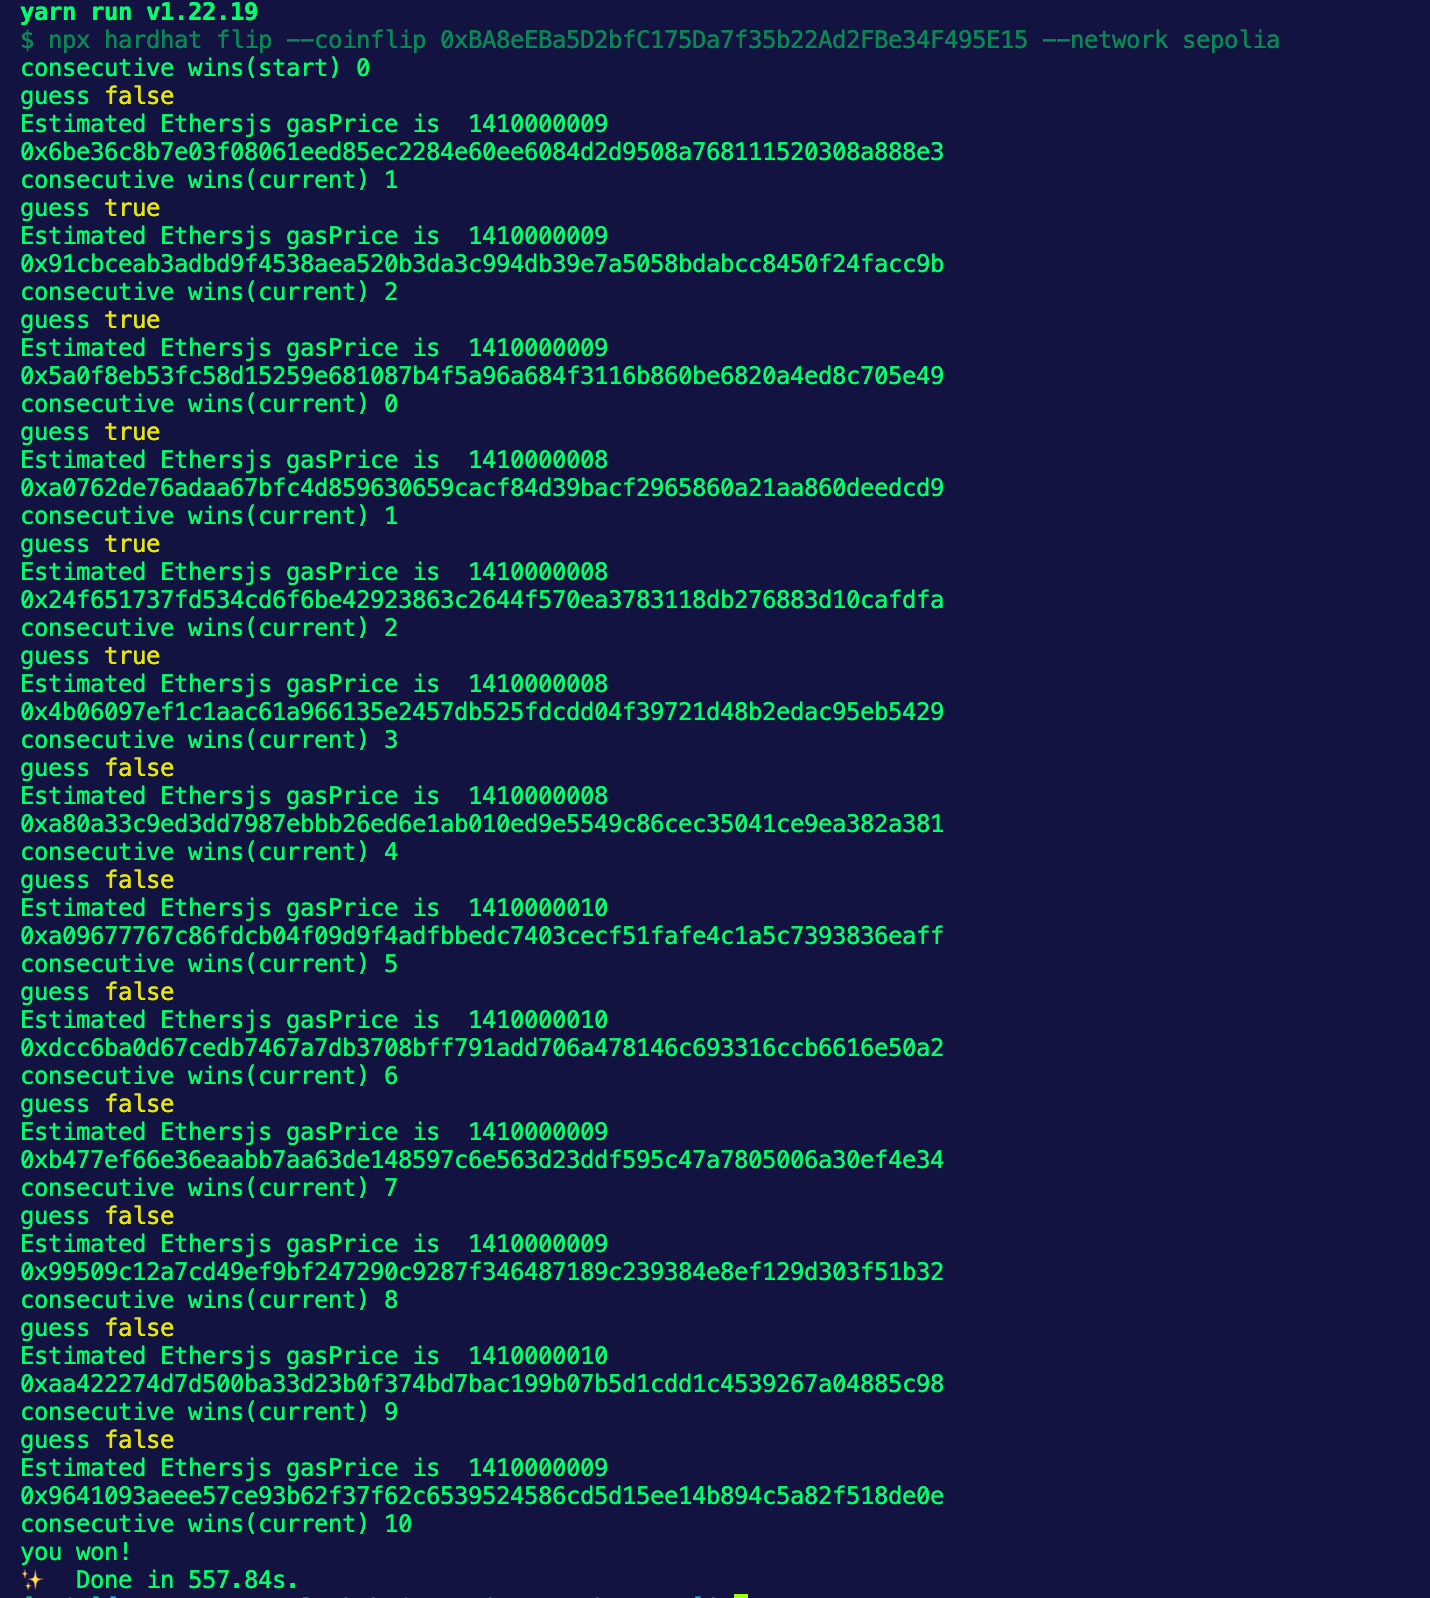 yarn run v1.22.19
$ npx hardhat flip --coinflip 0xBA8eEBa5D2bfC175Da7f35b22Ad2FBe34F495E15 --network sepolia
consecutive wins(start) 0
guess false
Estimated Ethersjs gasPrice is  1410000009
0x6be36c8b7e03f08061eed85ec2284e60ee6084d2d9508a768111520308a888e3
consecutive wins(current) 1
guess true
Estimated Ethersjs gasPrice is  1410000009
0x91cbceab3adbd9f4538aea520b3da3c994db39e7a5058bdabcc8450f24facc9b
consecutive wins(current) 2
guess true
Estimated Ethersjs gasPrice is  1410000009
0x5a0f8eb53fc58d15259e681087b4f5a96a684f3116b860be6820a4ed8c705e49
consecutive wins(current) 0
guess true
Estimated Ethersjs gasPrice is  1410000008
0xa0762de76adaa67bfc4d859630659cacf84d39bacf2965860a21aa860deedcd9
consecutive wins(current) 1
guess true
Estimated Ethersjs gasPrice is  1410000008
0x24f651737fd534cd6f6be42923863c2644f570ea3783118db276883d10cafdfa
consecutive wins(current) 2
guess true
Estimated Ethersjs gasPrice is  1410000008
0x4b06097ef1c1aac61a966135e2457db525fdcdd04f39721d48b2edac95eb5429
consecutive wins(current) 3
guess false
Estimated Ethersjs gasPrice is  1410000008
0xa80a33c9ed3dd7987ebbb26ed6e1ab010ed9e5549c86cec35041ce9ea382a381
consecutive wins(current) 4
guess false
Estimated Ethersjs gasPrice is  1410000010
0xa09677767c86fdcb04f09d9f4adfbbedc7403cecf51fafe4c1a5c7393836eaff
consecutive wins(current) 5
guess false
Estimated Ethersjs gasPrice is  1410000010
0xdcc6ba0d67cedb7467a7db3708bff791add706a478146c693316ccb6616e50a2
consecutive wins(current) 6
guess false
Estimated Ethersjs gasPrice is  1410000009
0xb477ef66e36eaabb7aa63de148597c6e563d23ddf595c47a7805006a30ef4e34
consecutive wins(current) 7
guess false
Estimated Ethersjs gasPrice is  1410000009
0x99509c12a7cd49ef9bf247290c9287f346487189c239384e8ef129d303f51b32
consecutive wins(current) 8
guess false
Estimated Ethersjs gasPrice is  1410000010
0xaa422274d7d500ba33d23b0f374bd7bac199b07b5d1cdd1c4539267a04885c98
consecutive wins(current) 9
guess false
Estimated Ethersjs gasPrice is  1410000009
0x9641093aeee57ce93b62f37f62c6539524586cd5d15ee14b894c5a82f518de0e
consecutive wins(current) 10
you won!
✨  Done in 557.84s.